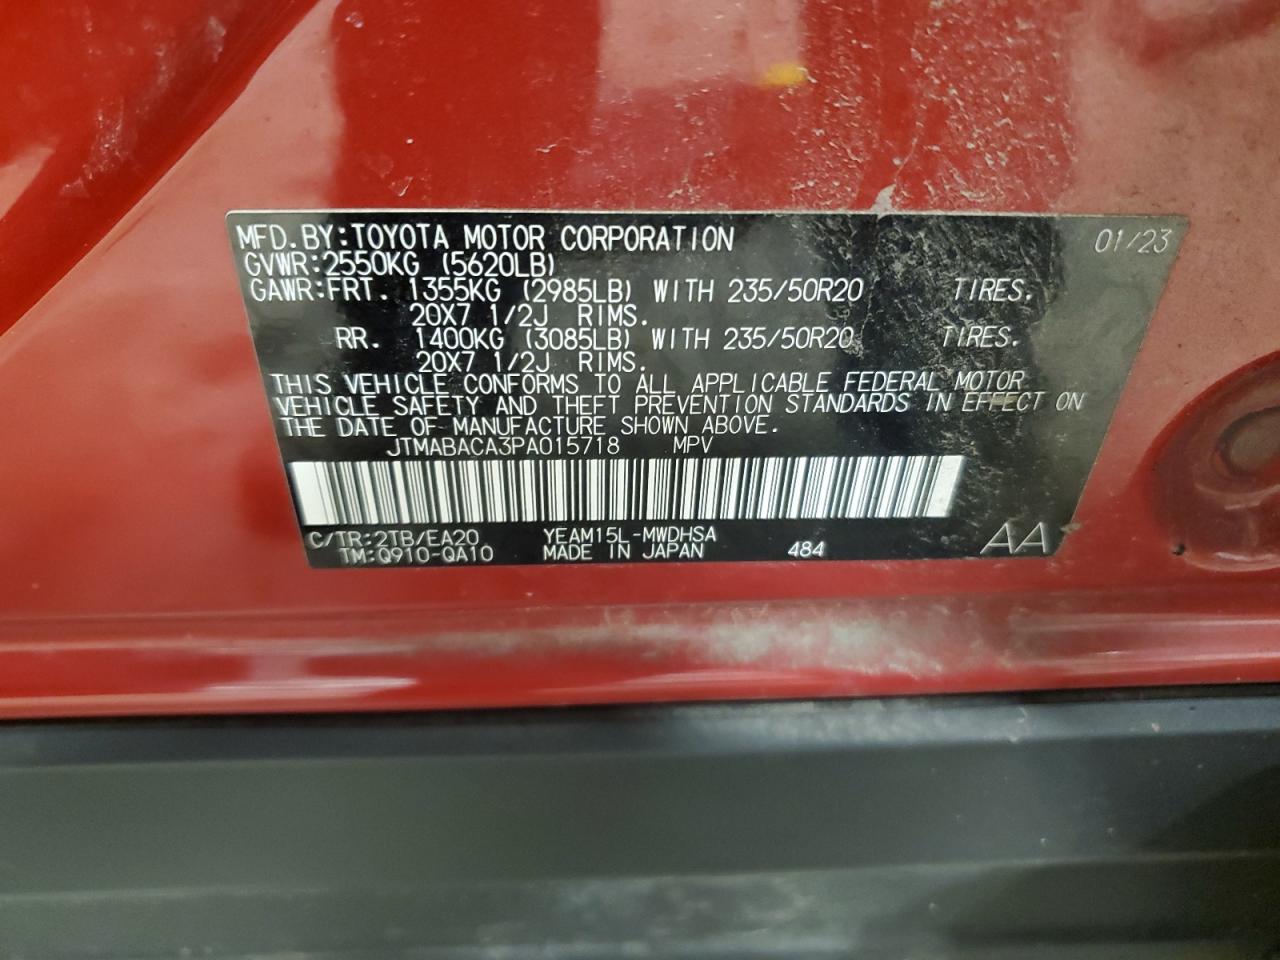 MFD.BY:TOYOTA MOTOR CORPORATION 01/23
GVWR:2550KG (5620LB)
GAWR:FRT. 1355KG (2985LB) WITH 235/50R20 TIRES.
20X7 1/2J RIMS.
RR. 1400KG (3085LB) WITH 235/50R20 TIRES.
20X7 1/2J RIMS.
THIS VEHICLE CONFORMS TO ALL APPLICABLE FEDERAL MOTOR
VEHICLE SAFETY AND THEFT PREVENTION STANDARDS IN EFFECT ON
THE DATE OF MANUFACTURE SHOWN ABOVE.
JTMABACA3PA015718 MPV
C/TR:2TB/EA20 YEAM15L-MWDHSA
TM:Q910-QA10 MADE IN JAPAN 484 AA